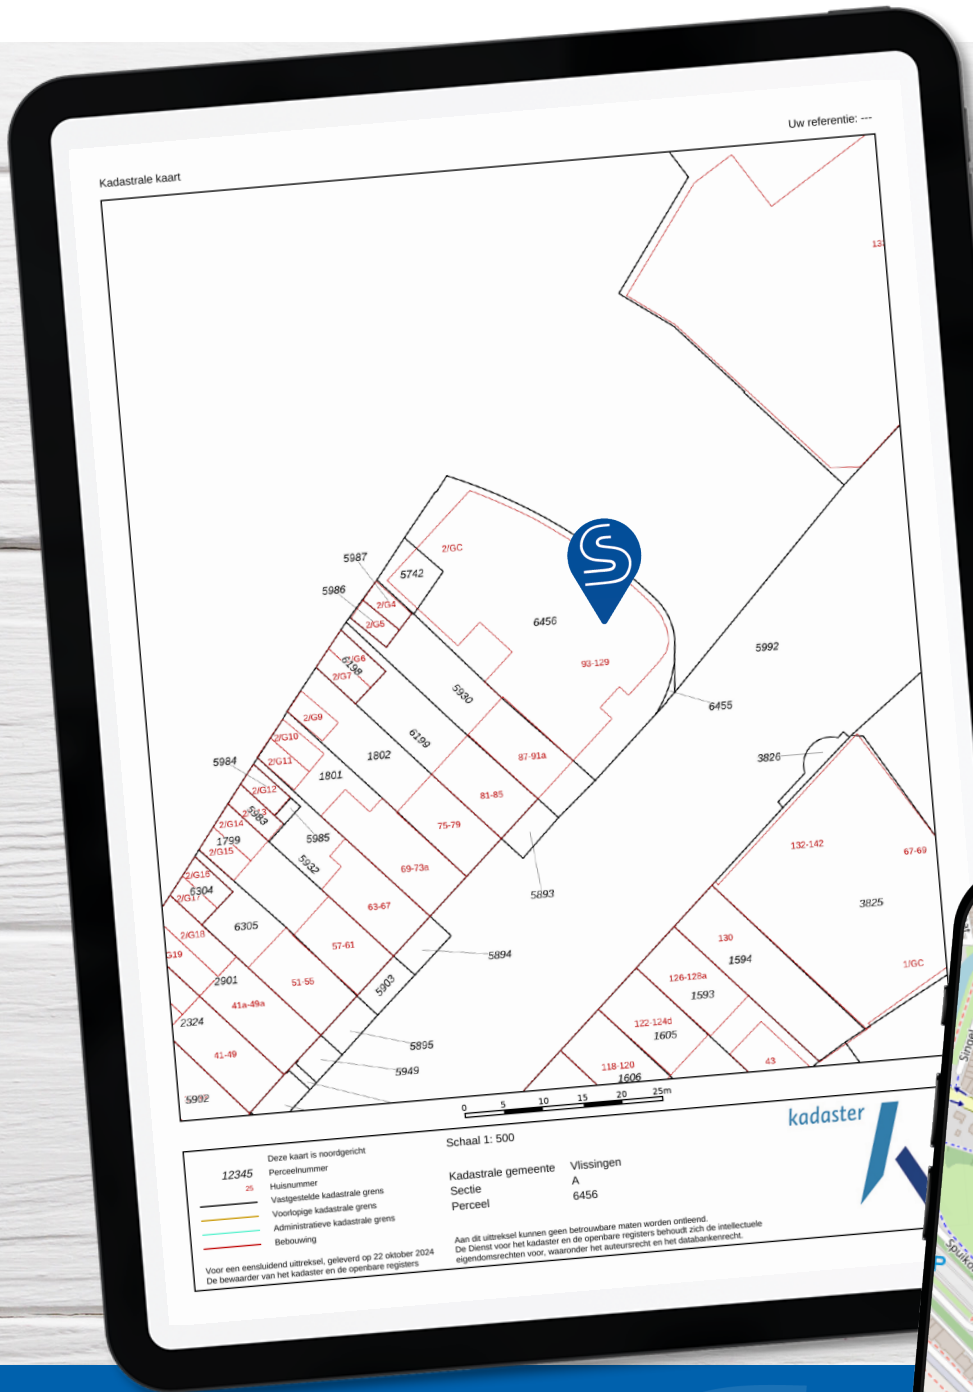 Uw referentie: ---
Kadastrale kaart
2/GC
5987
5742
5986
2/G4
2/G5
6456
93-129
5992
6198
2/G7
5930
6455
2/G9
6199
2/G10
1802
87-91a
3826
5984
2/G11
1801
81-85
2/G12
5983
2/G14
75-79
5985
1799
2/G15
132-142
67-69
5932
69-73a
2/G16
6304
2/G17
5893
3825
63-67
6305
2/G18
130
57-61
G19
5894
1594
1/GC
2901
51-55
5903
126-128a
1593
41a-49a
2324
122-124d
1605
5895
41-49
43
118-120
5949
1606
0 5 10 15 20 25m
Schaal 1: 500
kadaster
12345
25
Deze kaart is noordgericht
Perceelnummer
Huisnummer
Vastgestelde kadastrale grens
Voorlopige kadastrale grens
Administratieve kadastrale grens
Bebouwing
Kadastrale gemeente Vlissingen
Sectie A
Perceel 6456
Voor een eensluidend uittreksel, geleverd op 22 oktober 2024
De bewaarder van het kadaster en de openbare registers
Aan dit uittreksel kunnen geen betrouwbare maten worden ontleend.
De Dienst voor het kadaster en de openbare registers behoudt zich de intellectuele
eigendomsrechten voor, waaronder het auteursrecht en het databankenrecht.
Singel
P